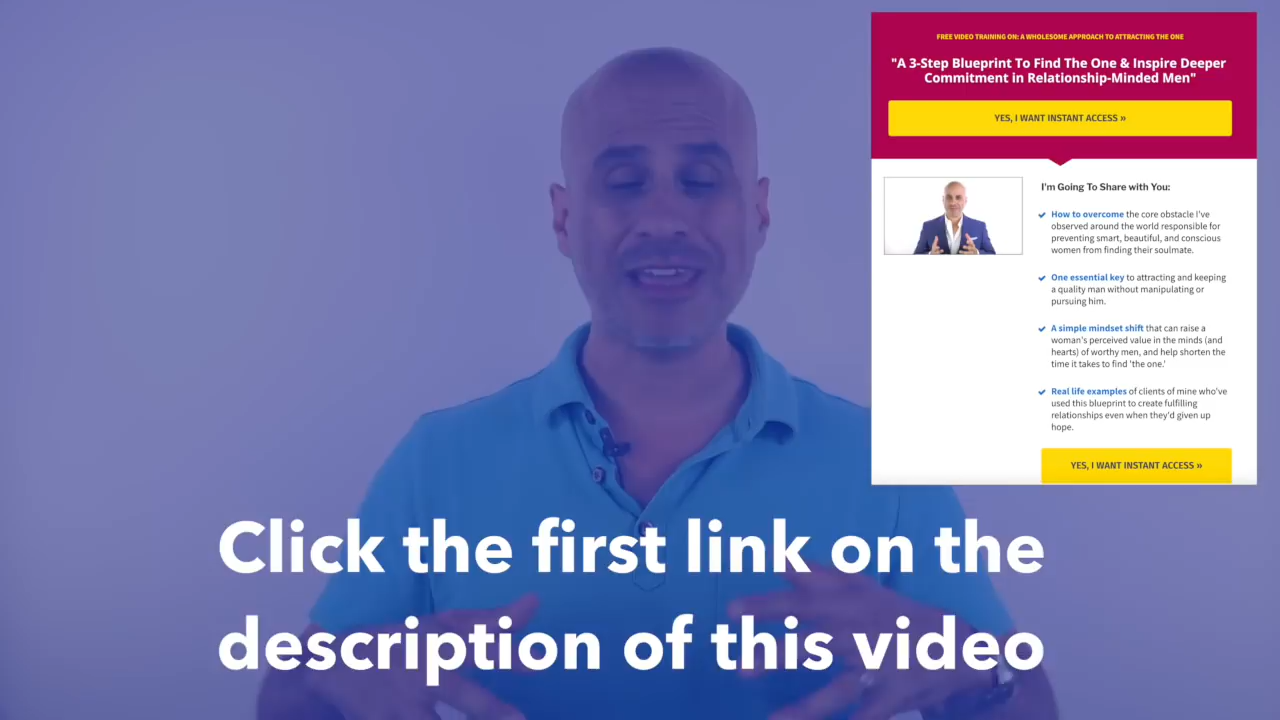 FREE VIDEO TRAINING ON: A WHOLESOME APPROACH TO ATTRACTING THE ONE
"A 3-Step Blueprint To Find The One & Inspire Deeper
Commitment in Relationship-Minded Men"
YES, I WANT INSTANT ACCESS »
I'm Going To Share with You:
How to overcome the core obstacle I've
observed around the world responsible for
preventing smart, beautiful, and conscious
women from finding their soulmate.
One essential key to attracting and keeping
a quality man without manipulating or
pursuing him.
A simple mindset shift that can raise a
woman's perceived value in the minds (and
hearts) of worthy men, and help shorten the
time it takes to find 'the one.'
Real life examples of clients of mine who've
used this blueprint to create fulfilling
relationships even when they'd given up
hope.
YES, I WANT INSTANT ACCESS »
Click the first link on the
description of this video